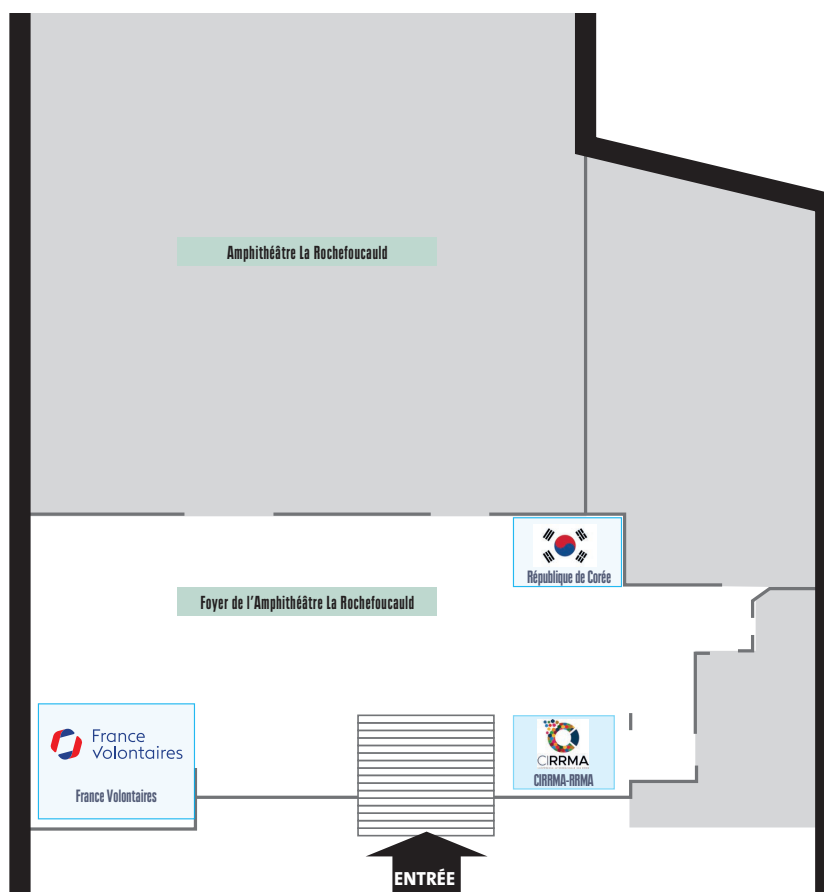 Amphithéâtre La Rochefoucauld
République de Corée
Foyer de l'Amphithéâtre La Rochefoucauld
France
Volontaires
France Volontaires
CIRRMA
CIRRMA-RRMA
ENTRÉE